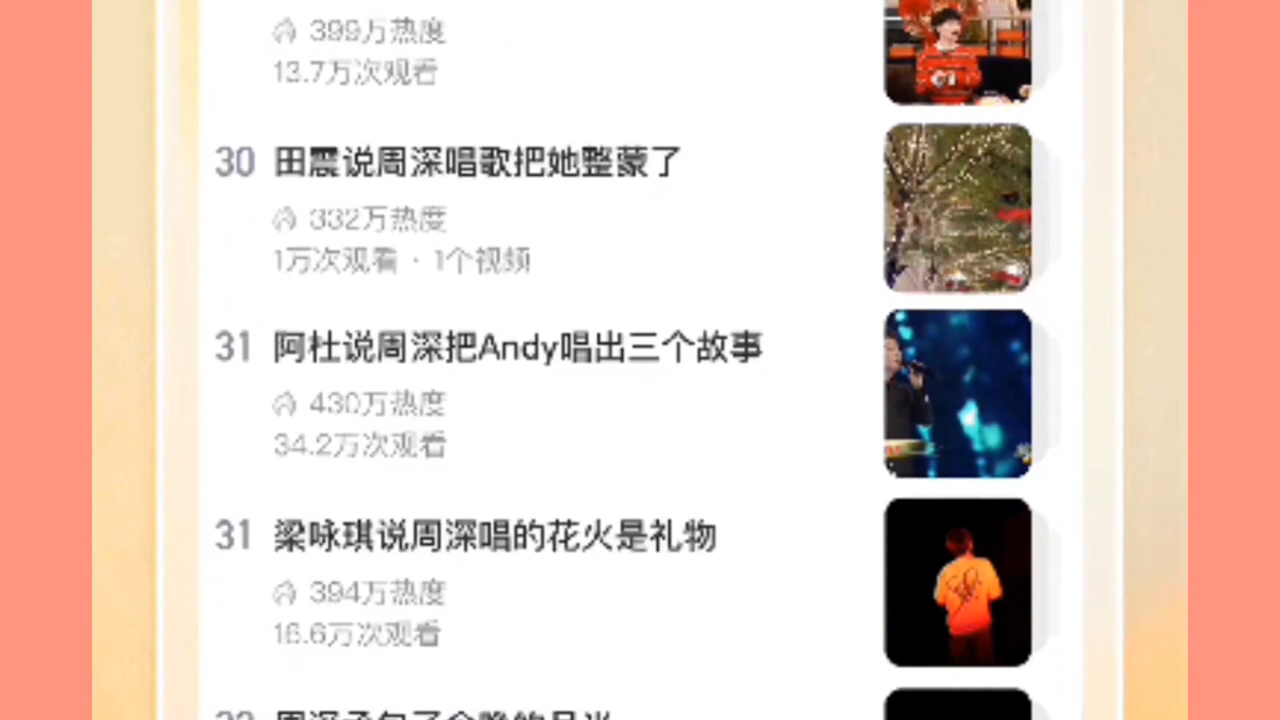 399万热度
13.7万次观看
30 田震说周深唱歌把她整蒙了
332万热度
1万次观看 · 1个视频
31 阿杜说周深把Andy唱出三个故事
430万热度
34.2万次观看
31 梁咏琪说周深唱的花火是礼物
394万热度
16.6万次观看